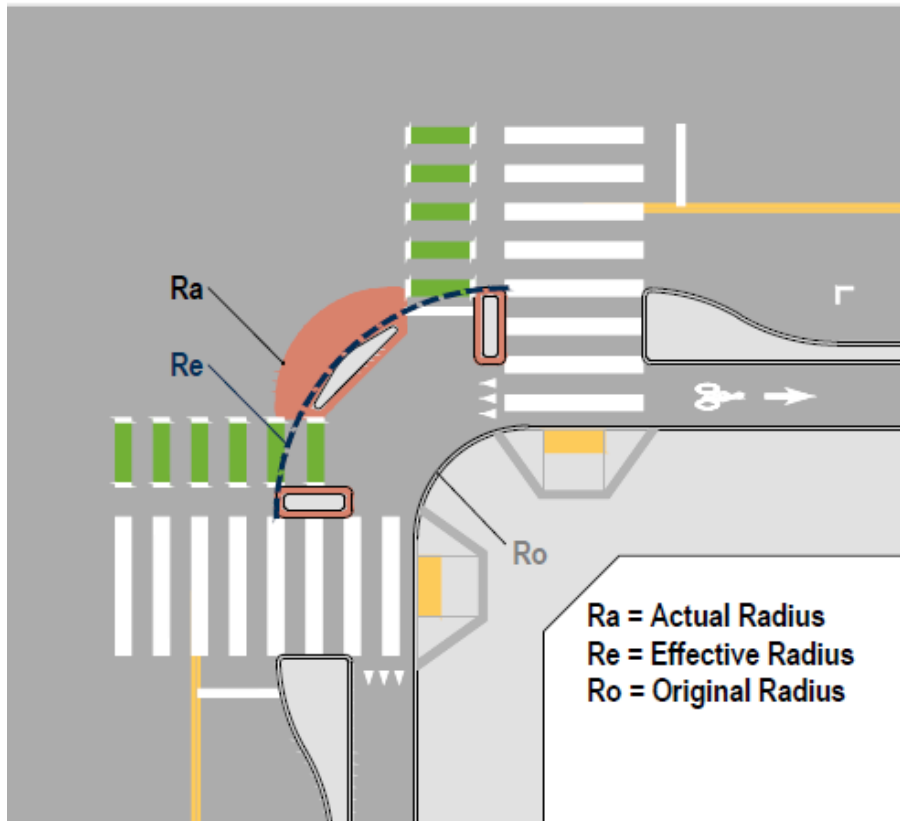 Ra
Re
Ro
Ra = Actual Radius
Re = Effective Radius
Ro = Original Radius